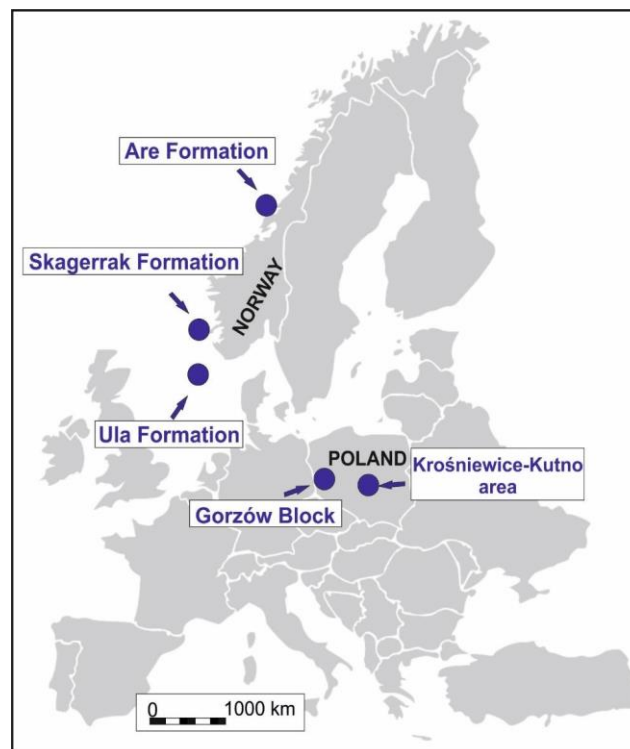 Are Formation
Skagerrak Formation
NORWAY
Ula Formation
POLAND
Krośniewice-Kutno
area
Gorzów Block
0 1000 km